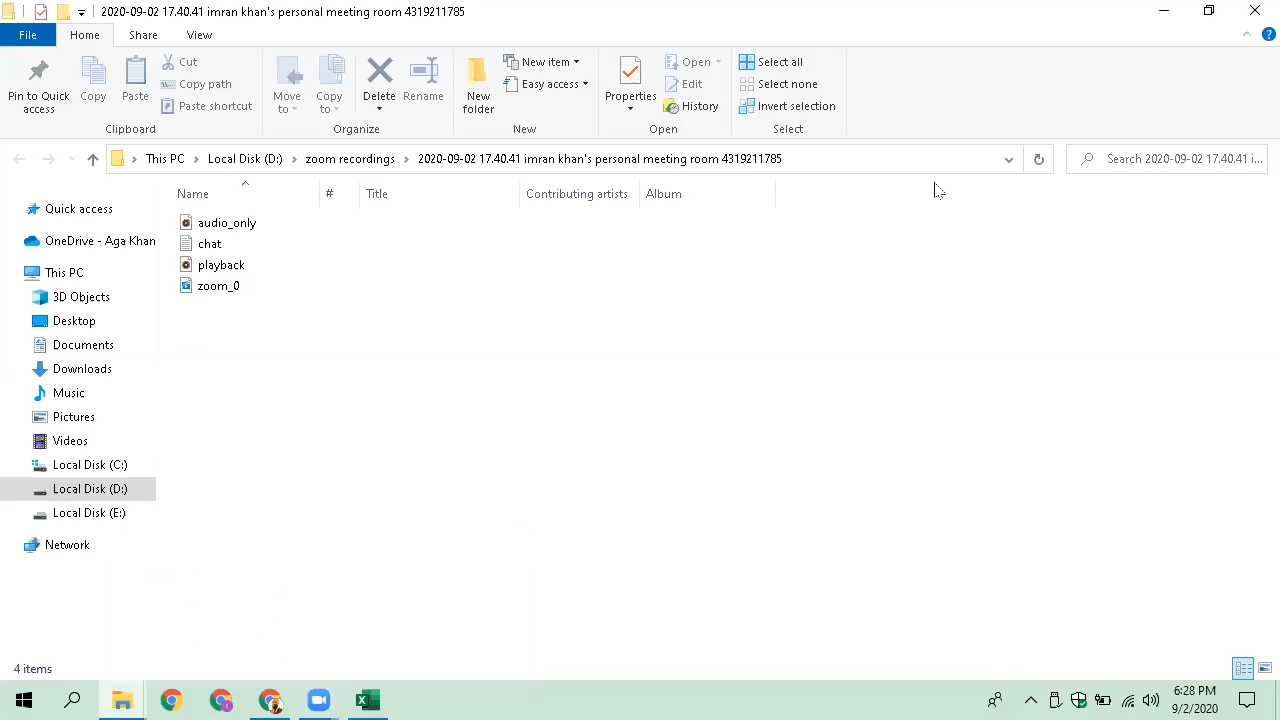 2020-09-02 17.40.41 imran khan's personal meeting room 4319211785
File Home Share View
Pin to Quick access
Copy
Paste
Cut
Copy path
Paste shortcut
Clipboard
Move to
Copy to
Delete
Rename
Organize
New folder
New item
Easy access
New
Properties
Open
Edit
History
Open
Select all
Select none
Invert selection
Select
This PC > Local Disk (D:) > zoom recordings > 2020-09-02 17.40.41 imran khan's personal meeting room 4319211785
Search 2020-09-02 17.40.41 i...
Name # Title Contributing artists Album
audio_only
chat
playback
zoom_0
Quick access
OneDrive - Aga Khan
This PC
3D Objects
Desktop
Documents
Downloads
Music
Pictures
Videos
Local Disk (C:)
Local Disk (D:)
Local Disk (E:)
Network
4 items
6:28 PM
9/2/2020